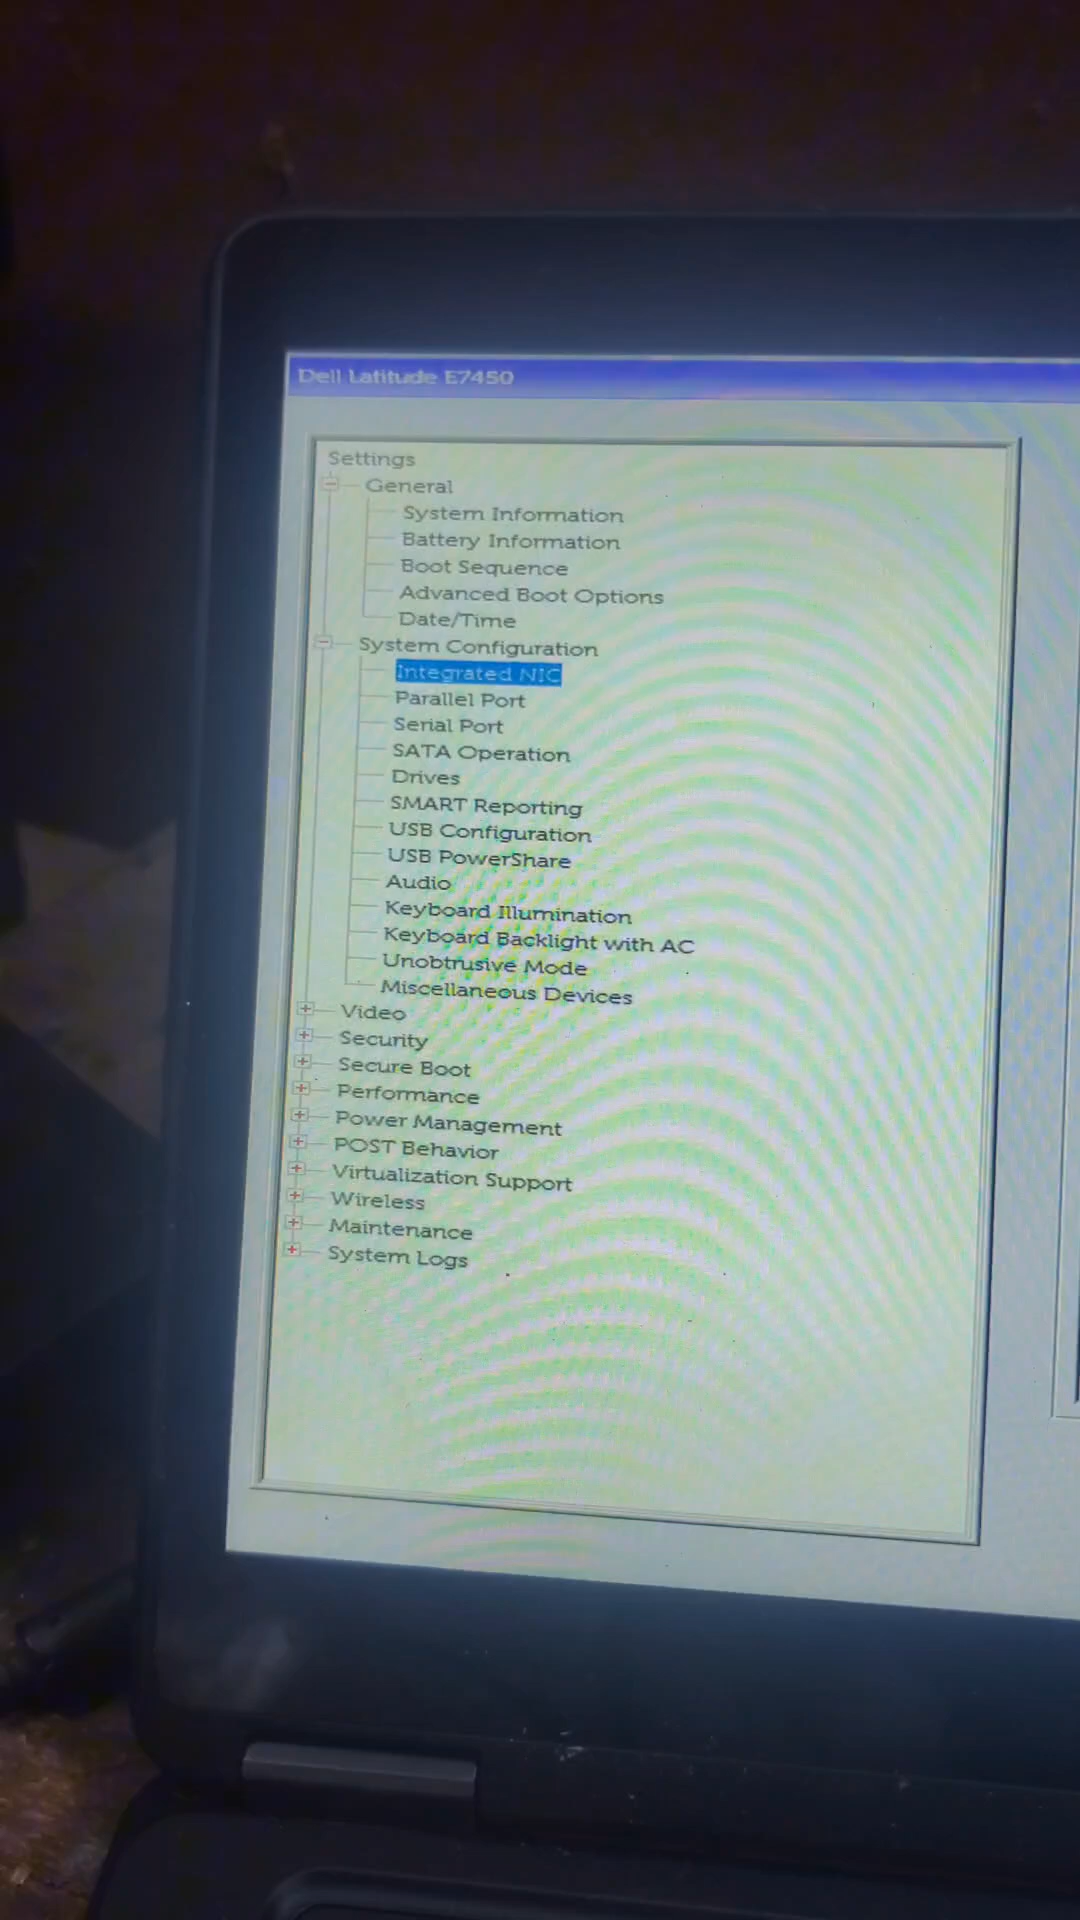 Dell Latitude E7450
Settings
General
System Information
Battery Information
Boot Sequence
Advanced Boot Options
Date/Time
System Configuration
Integrated NIC
Parallel Port
Serial Port
SATA Operation
Drives
SMART Reporting
USB Configuration
USB PowerShare
Audio
Keyboard Illumination
Keyboard Backlight with AC
Unobtrusive Mode
Miscellaneous Devices
Video
Security
Secure Boot
Performance
Power Management
POST Behavior
Virtualization Support
Wireless
Maintenance
System Logs